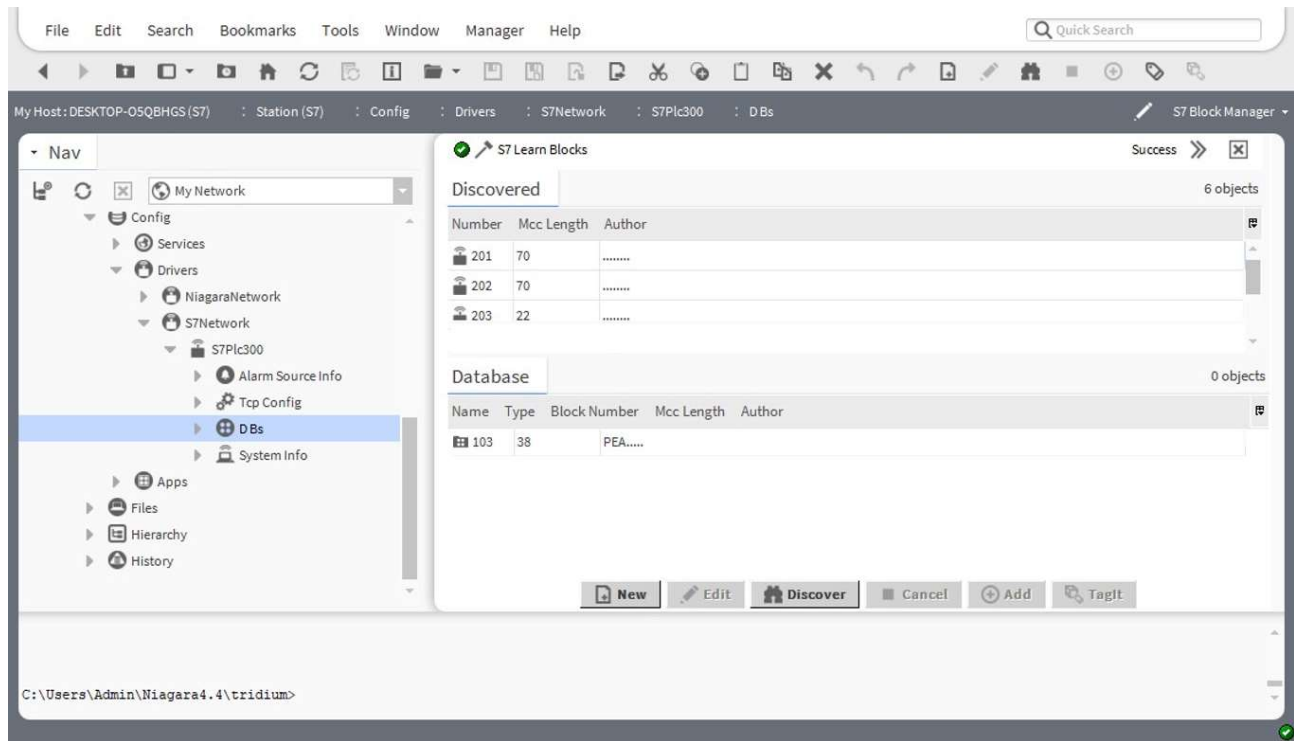 File Edit Search Bookmarks Tools Window Manager Help
Quick Search
My Host : DESKTOP-O5QBHGS (S7) : Station (S7) : Config : Drivers : S7Network : S7Plc300 : DBs
S7 Block Manager
Nav
My Network
Config
Services
Drivers
NiagaraNetwork
S7Network
S7Plc300
Alarm Source Info
Tcp Config
DBs
System Info
Apps
Files
Hierarchy
History
S7 Learn Blocks
Success
Discovered
6 objects
Number Mcc Length Author
201 70 ........
202 70 ........
203 22 ........
Database
0 objects
Name Type Block Number Mcc Length Author
103 38 PEA.....
New Edit Discover Cancel Add TagIt
C:\Users\Admin\Niagara4.4\tridium>